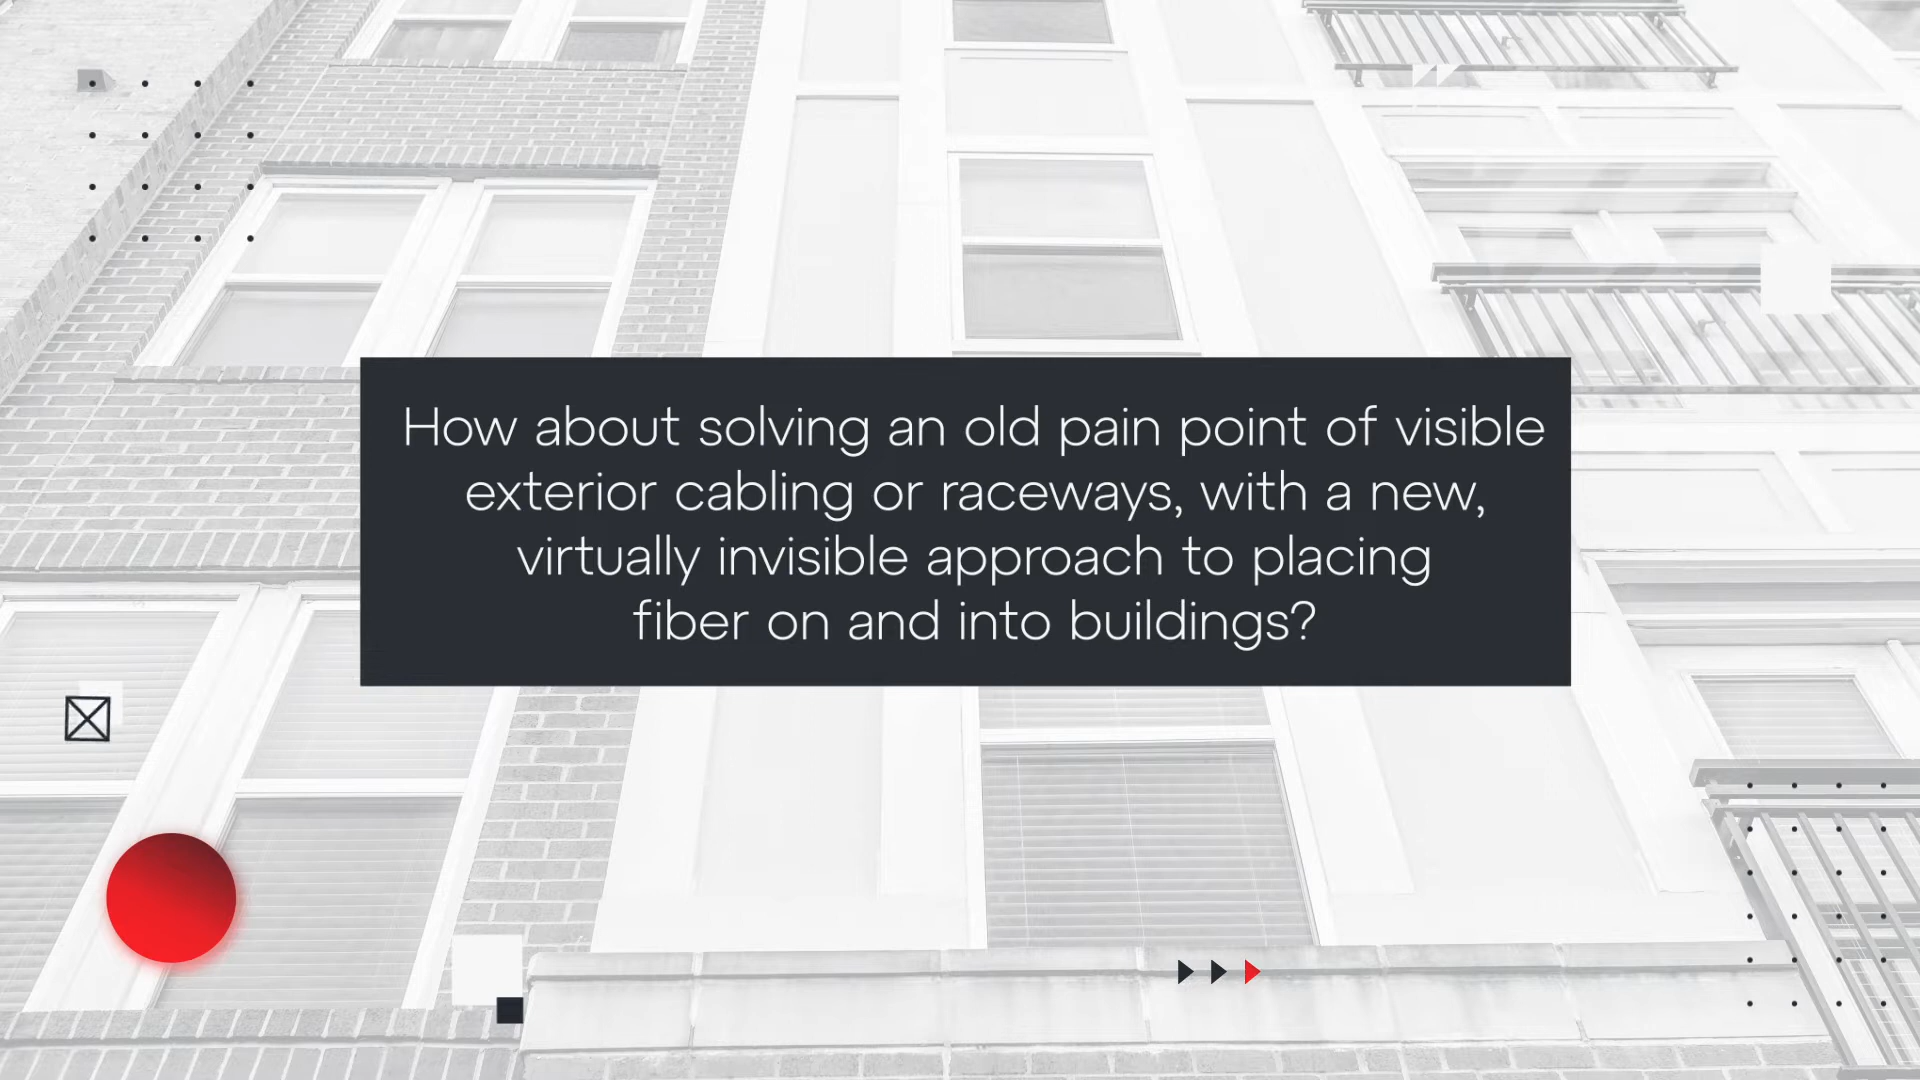 How about solving an old pain point of visible
exterior cabling or raceways, with a new,
virtually invisible approach to placing
fiber on and into buildings?